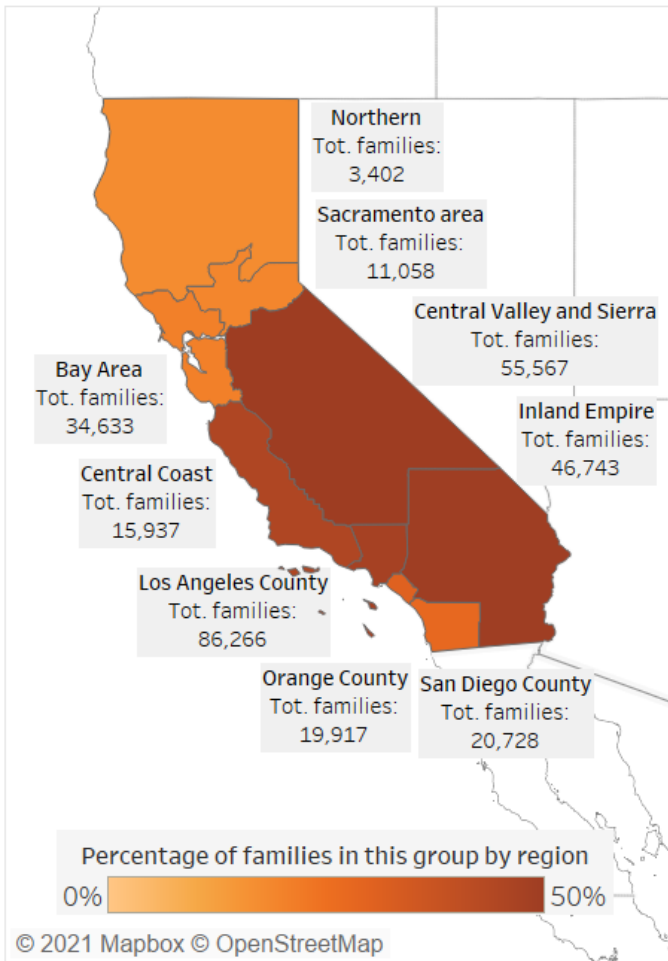 Northern
Tot. families:
3,402
Sacramento area
Tot. families:
11,058
Central Valley and Sierra
Tot. families:
55,567
Bay Area
Tot. families:
34,633
Inland Empire
Tot. families:
46,743
Central Coast
Tot. families:
15,937
Los Angeles County
Tot. families:
86,266
Orange County
Tot. families:
19,917
San Diego County
Tot. families:
20,728
Percentage of families in this group by region
0% 50%
© 2021 Mapbox © OpenStreetMap